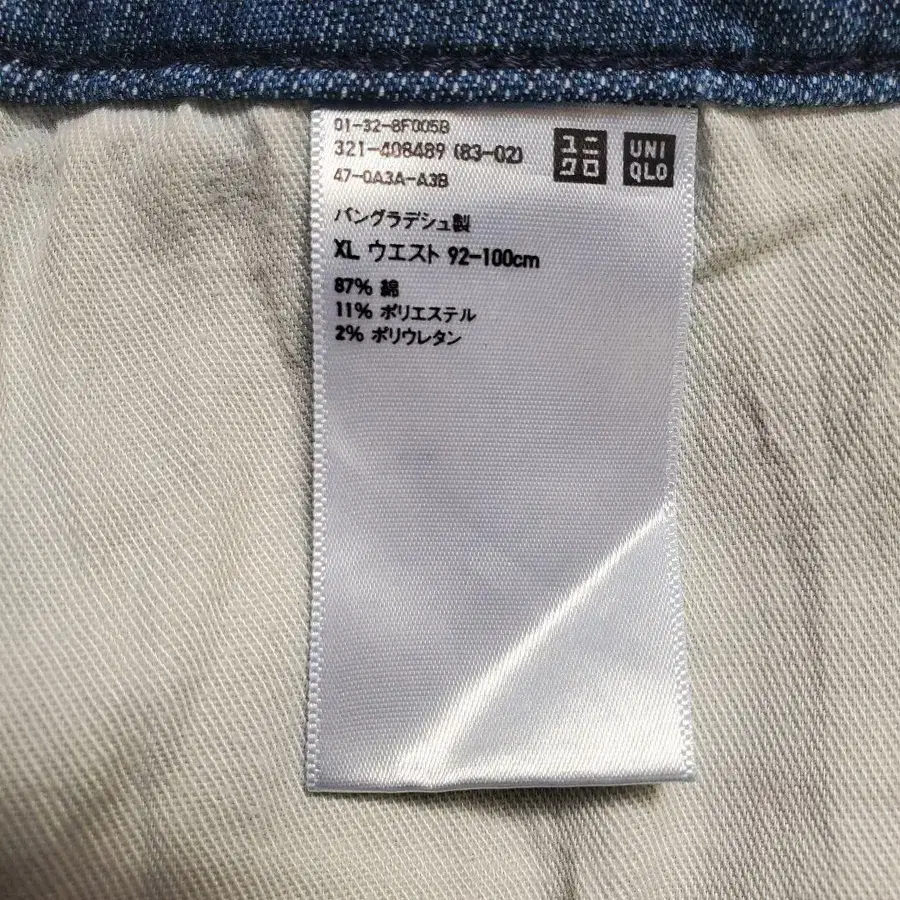 01-32-8F005B
321-408489 (83-02)
47-0A3A-A3B
ユニ
クロ
UNI
QLO
バングラデシュ製
XL ウエスト 92-100cm
87% 綿
11% ポリエステル
2% ポリウレタン